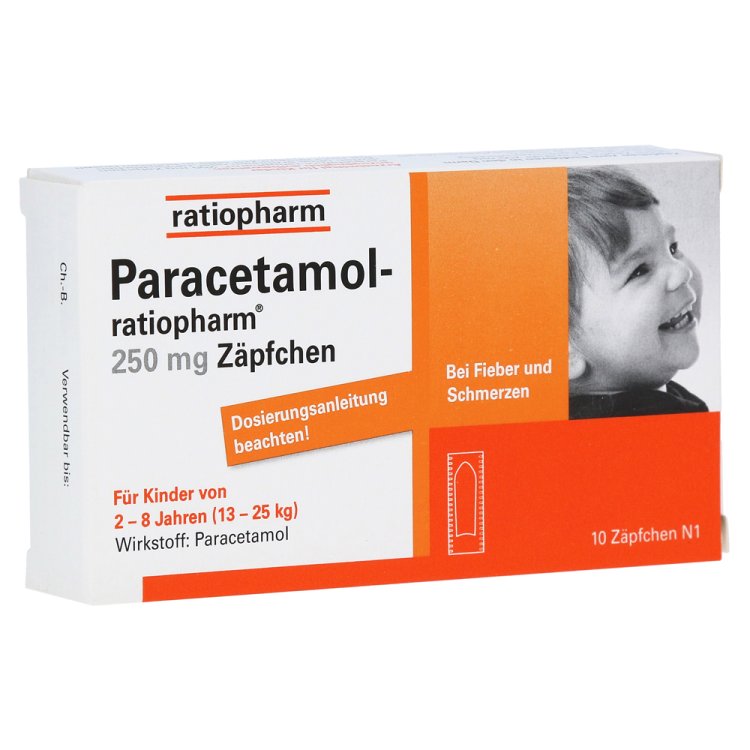 ratiopharm
Paracetamol-
ratiopharm®
250 mg Zäpfchen
Dosierungsanleitung
beachten!
Für Kinder von
2 – 8 Jahren (13 – 25 kg)
Wirkstoff: Paracetamol
Bei Fieber und
Schmerzen
10 Zäpfchen N1
Ch.-B.
Verwendbar bis: